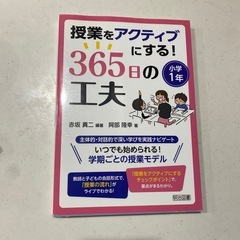 授業をアクティブ
にする!
365日の
工夫
小学
1年
赤坂 真二 編著 阿部 隆幸 著
主体的・対話的で深い学びを実践ナビゲート
いつでも始められる!
学期ごとの授業モデル
教師と子どもの会話形式で、
「授業の流れ」が
ライブでわかる!
「授業をアクティブにする
チェックポイント」で、
要点がまるわかり。
明治図書